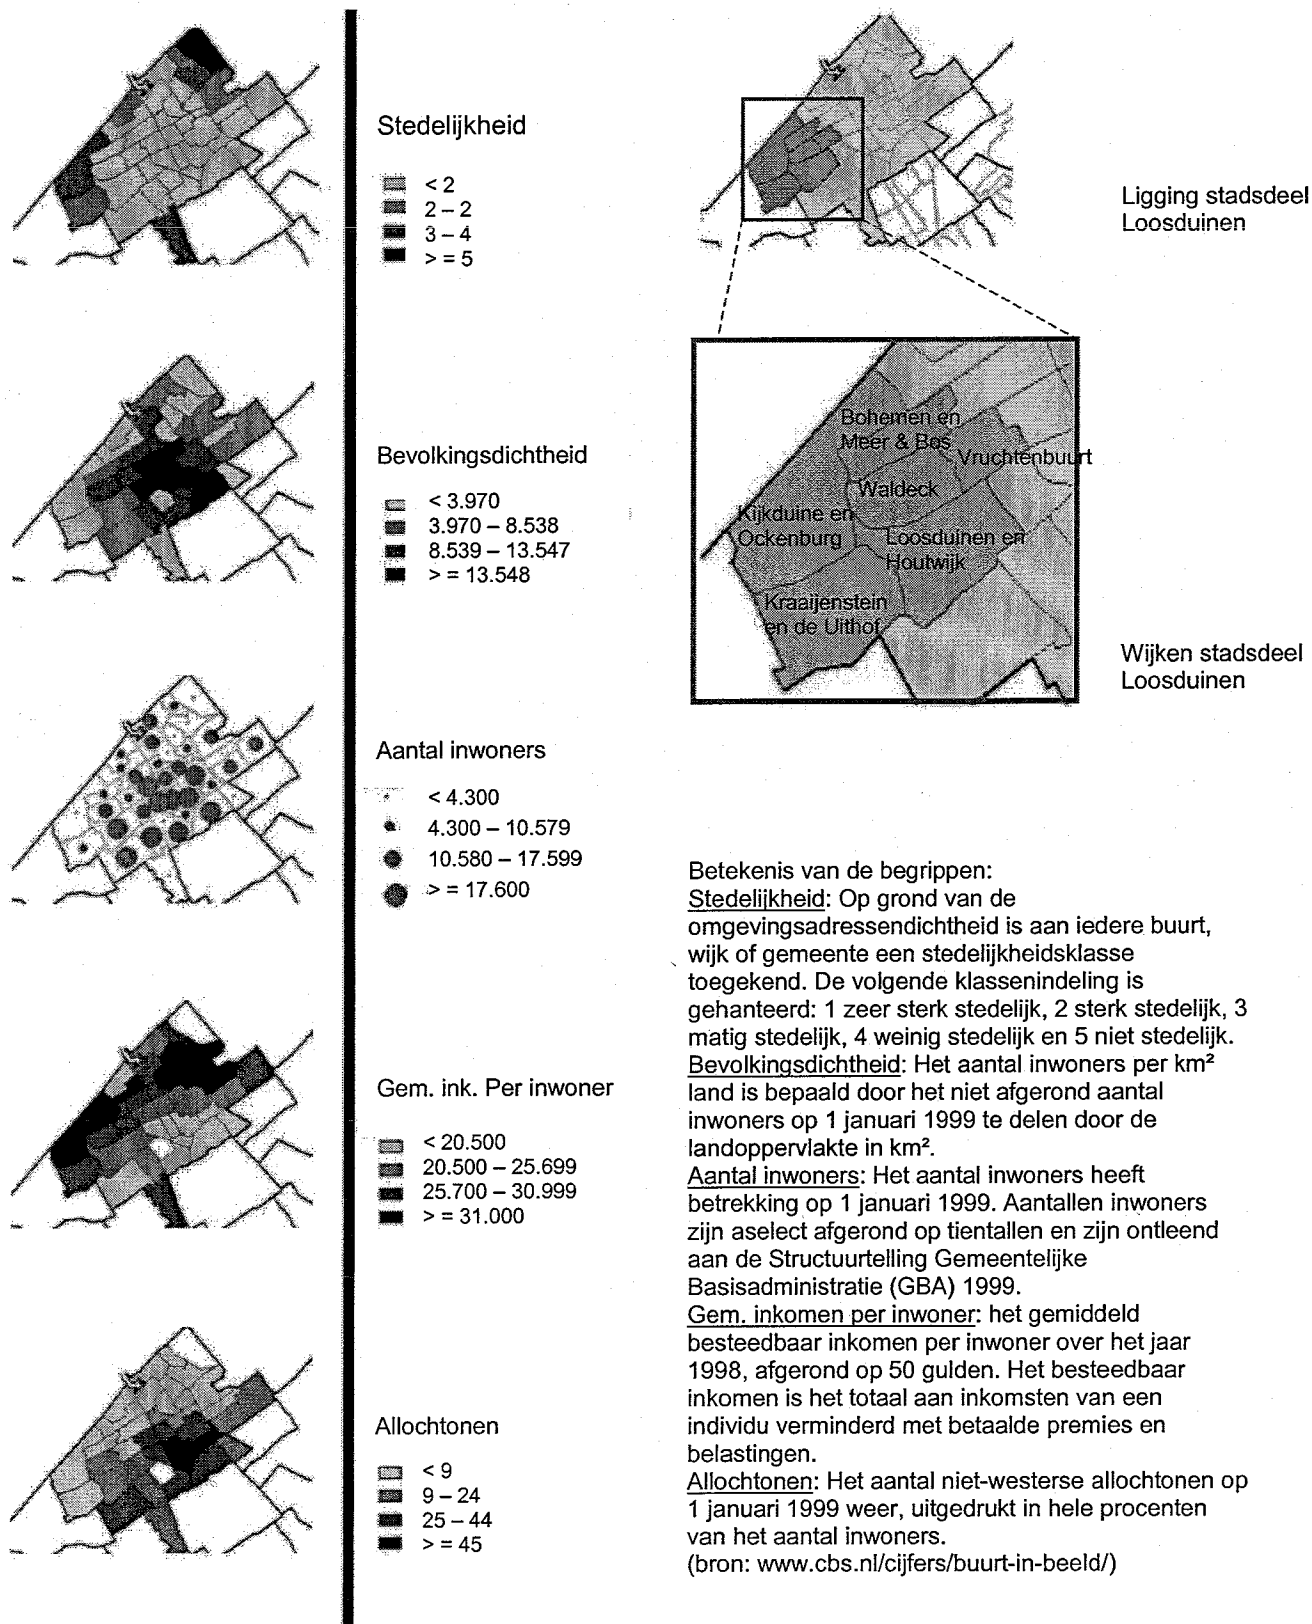 Stedelijkheid
< 2
2 – 2
3 – 4
> = 5
Bevolkingsdichtheid
< 3.970
3.970 – 8.538
8.539 – 13.547
> = 13.548
Aantal inwoners
< 4.300
4.300 – 10.579
10.580 – 17.599
> = 17.600
Gem. ink. Per inwoner
< 20.500
20.500 – 25.699
25.700 – 30.999
> = 31.000
Allochtonen
< 9
9 – 24
25 – 44
> = 45
Ligging stadsdeel
Loosduinen
Bohemen en
Meer & Bos
Vruchtenbuurt
Waldeck
Kijkduine en
Ockenburg
Loosduinen en
Houtwijk
Kraaijenstein
en de Uithof
Wijken stadsdeel
Loosduinen
Betekenis van de begrippen:
Stedelijkheid: Op grond van de
omgevingsadressendichtheid is aan iedere buurt,
wijk of gemeente een stedelijkheidsklasse
toegekend. De volgende klassenindeling is
gehanteerd: 1 zeer sterk stedelijk, 2 sterk stedelijk, 3
matig stedelijk, 4 weinig stedelijk en 5 niet stedelijk.
Bevolkingsdichtheid: Het aantal inwoners per km²
land is bepaald door het niet afgerond aantal
inwoners op 1 januari 1999 te delen door de
landoppervlakte in km².
Aantal inwoners: Het aantal inwoners heeft
betrekking op 1 januari 1999. Aantallen inwoners
zijn aselect afgerond op tientallen en zijn ontleend
aan de Structuurtelling Gemeentelijke
Basisadministratie (GBA) 1999.
Gem. inkomen per inwoner: het gemiddeld
besteedbaar inkomen per inwoner over het jaar
1998, afgerond op 50 gulden. Het besteedbaar
inkomen is het totaal aan inkomsten van een
individu verminderd met betaalde premies en
belastingen.
Allochtonen: Het aantal niet-westerse allochtonen op
1 januari 1999 weer, uitgedrukt in hele procenten
van het aantal inwoners.
(bron: www.cbs.nl/cijfers/buurt-in-beeld/)